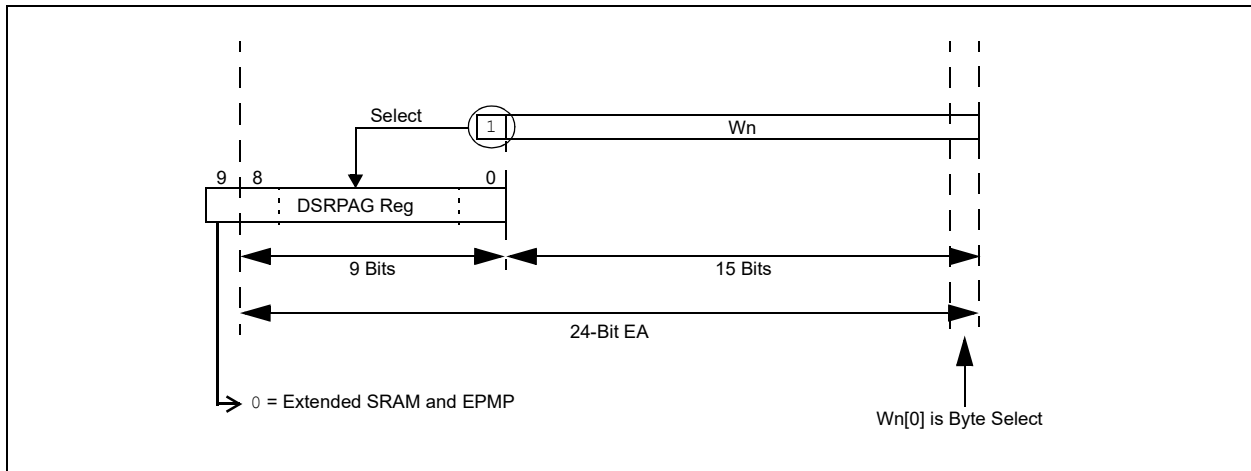 Select
1
Wn
9 8 0
DSRPAG Reg
9 Bits 15 Bits
24-Bit EA
0 = Extended SRAM and EPMP
Wn[0] is Byte Select